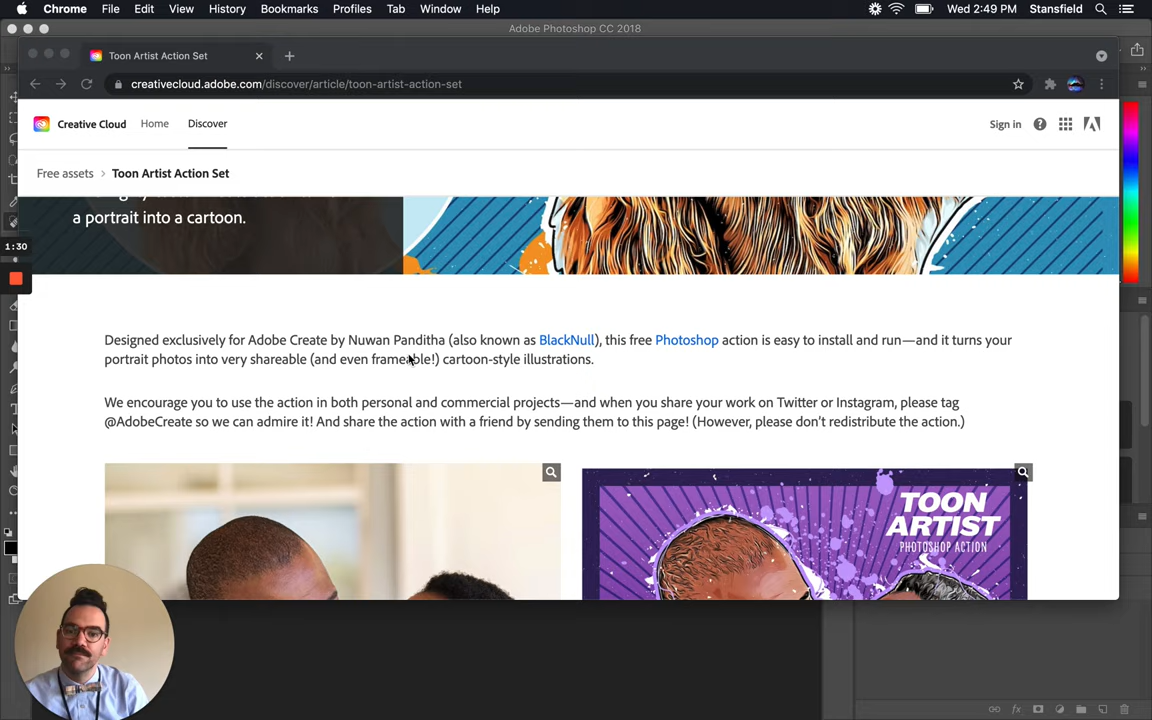 Chrome File Edit View History Bookmarks Profiles Tab Window Help Wed 2:49 PM Stansfield
Adobe Photoshop CC 2018
Toon Artist Action Set
creativecloud.adobe.com/discover/article/toon-artist-action-set
Creative Cloud Home Discover Sign in
Free assets > Toon Artist Action Set
a portrait into a cartoon.
1:30
Designed exclusively for Adobe Create by Nuwan Panditha (also known as BlackNull), this free Photoshop action is easy to install and run—and it turns your
portrait photos into very shareable (and even frameable!) cartoon-style illustrations.
We encourage you to use the action in both personal and commercial projects—and when you share your work on Twitter or Instagram, please tag
@AdobeCreate so we can admire it! And share the action with a friend by sending them to this page! (However, please don't redistribute the action.)
TOON
ARTIST
PHOTOSHOP ACTION
fx